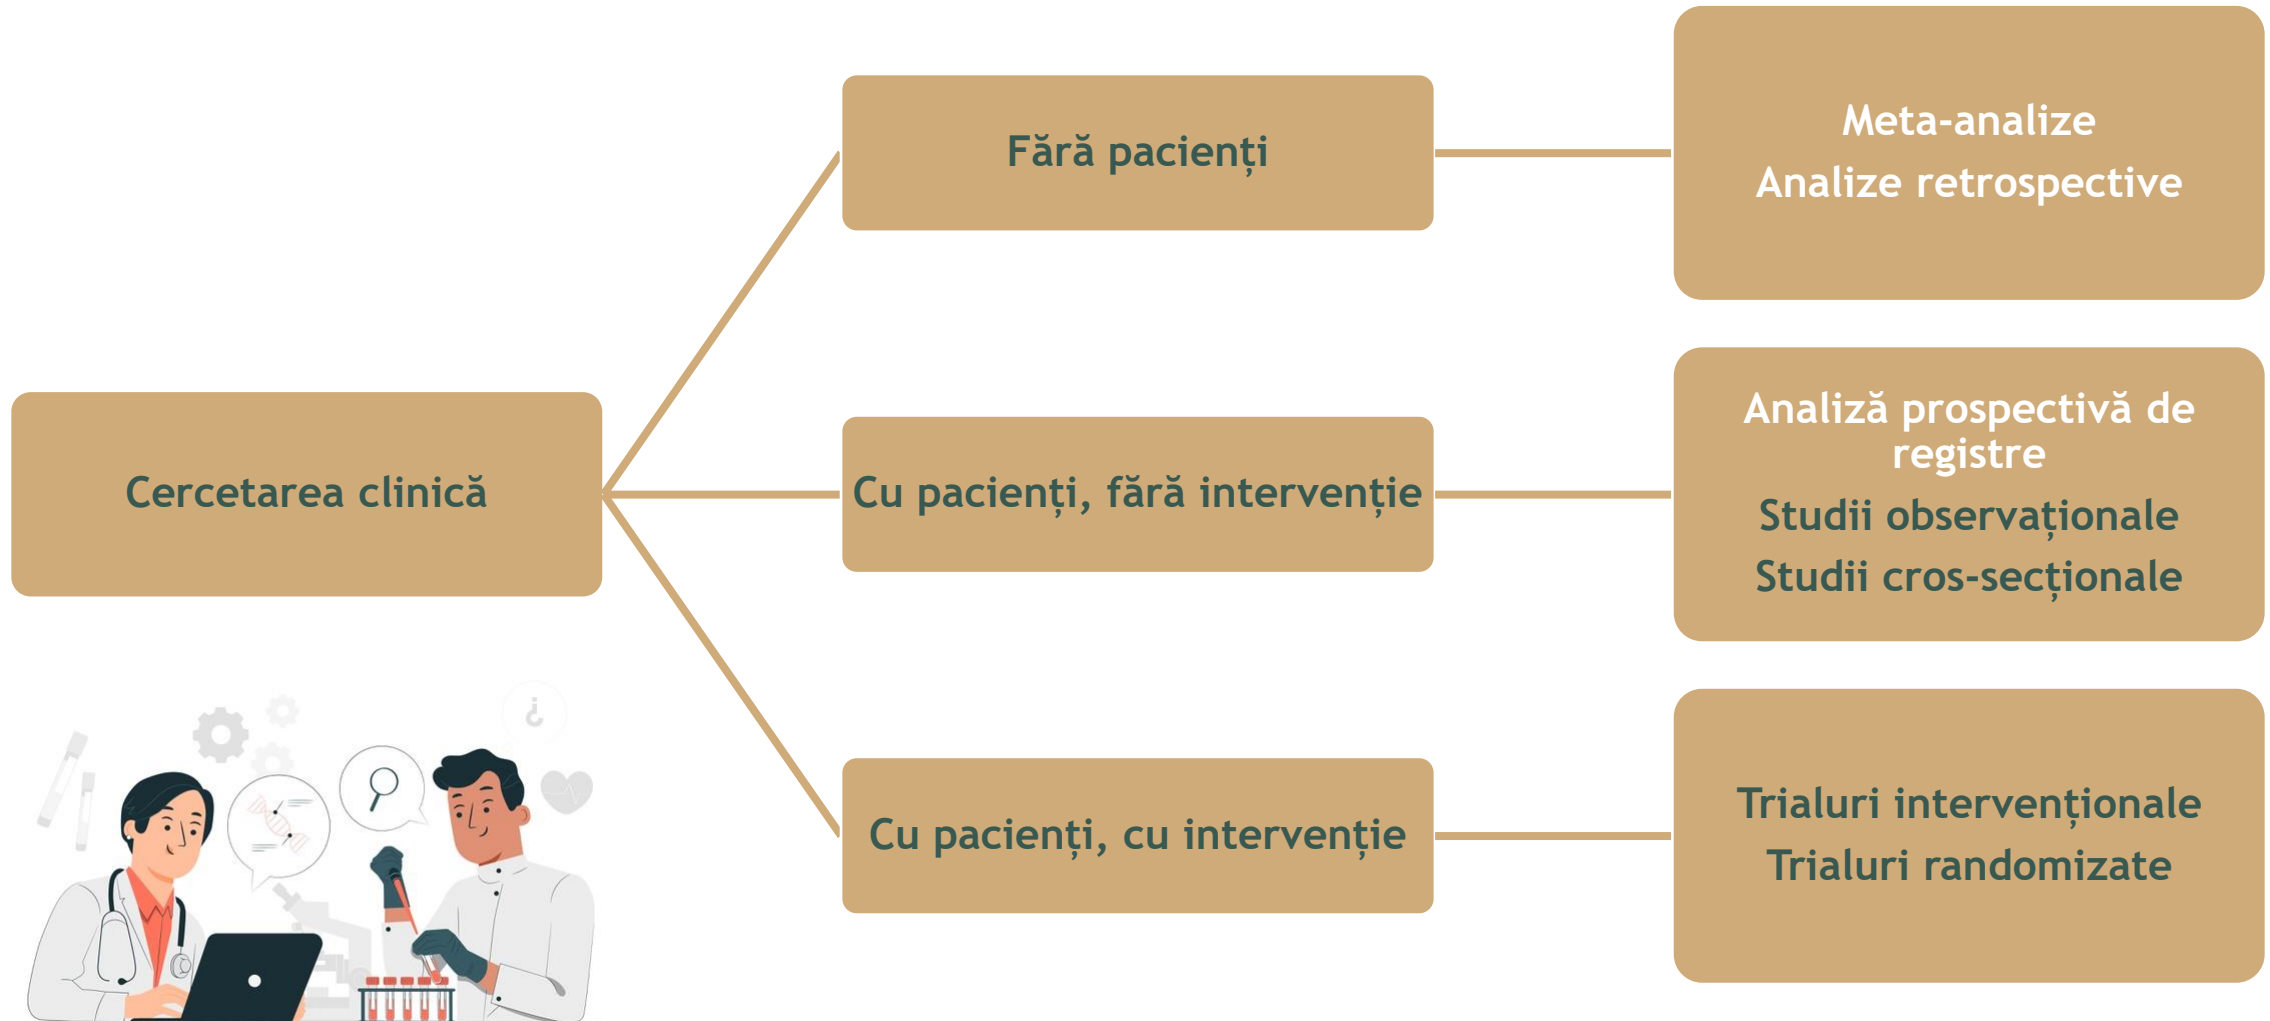 Cercetarea clinică
Fără pacienți
Meta-analize
Analize retrospective
Cu pacienți, fără intervenție
Analiză prospectivă de
registre
Studii observaționale
Studii cros-secționale
Cu pacienți, cu intervenție
Trialuri intervenționale
Trialuri randomizate
¿